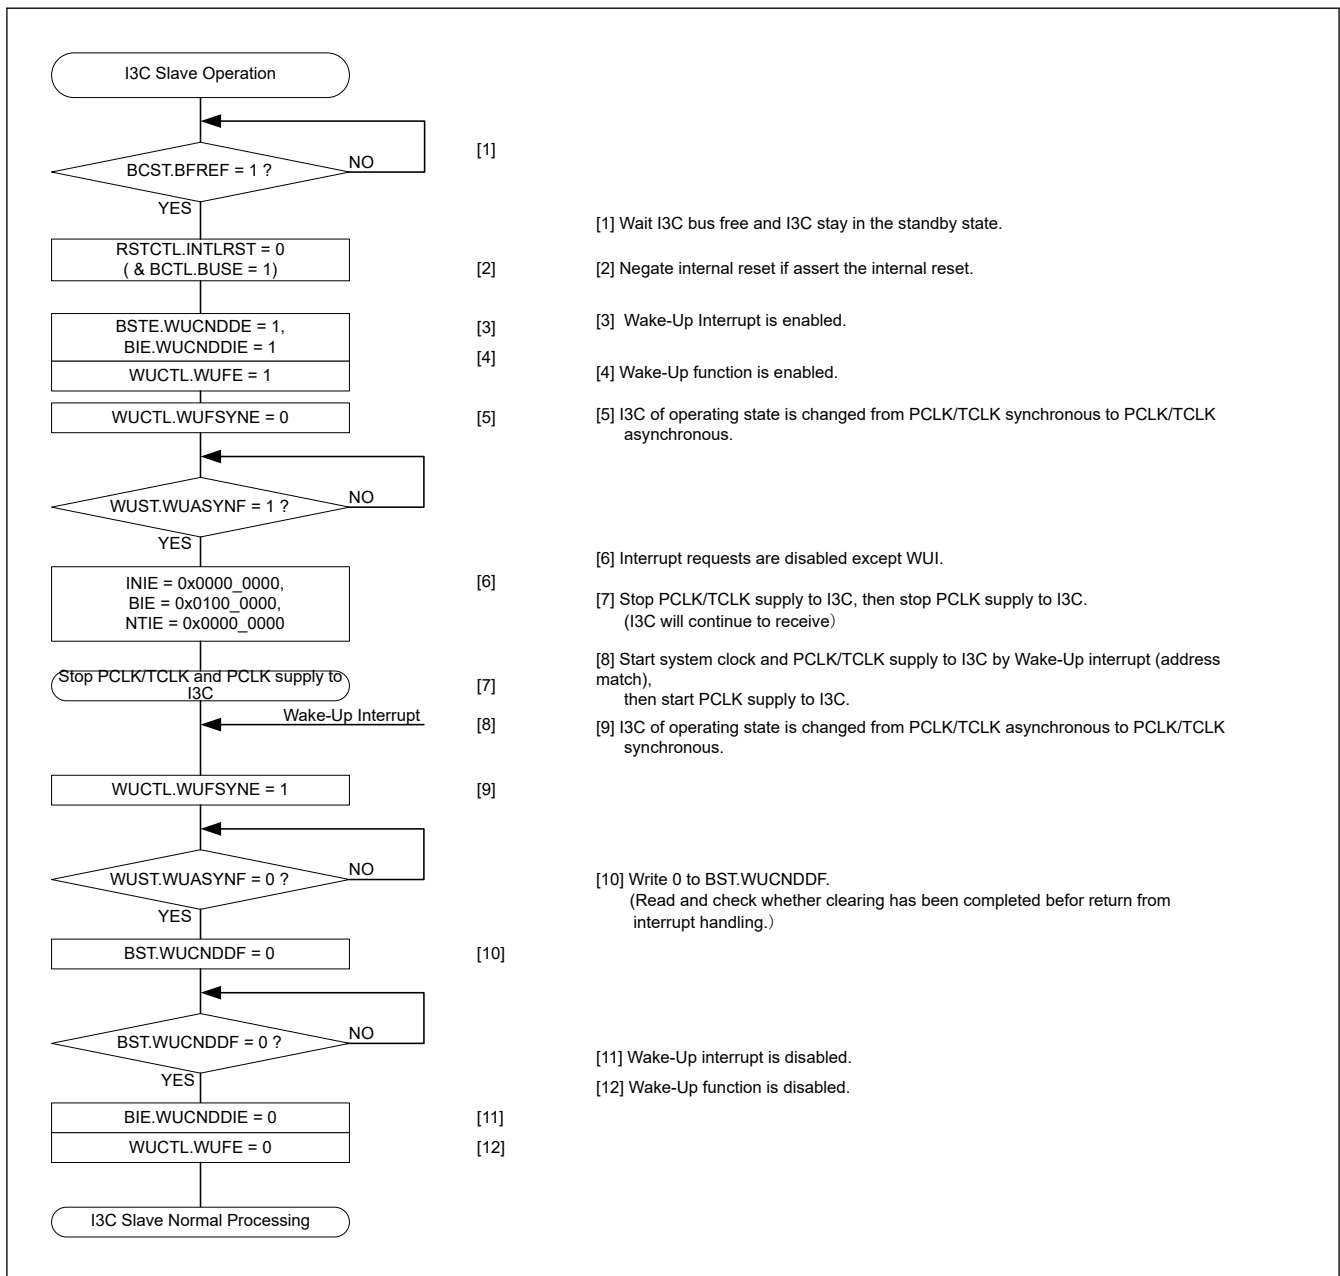 I3C Slave Operation
BCST.BFREF = 1 ?
NO
[1]
YES
[1] Wait I3C bus free and I3C stay in the standby state.
RSTCTL.INTLRST = 0
( & BCTL.BUSE = 1)
[2]
[2] Negate internal reset if assert the internal reset.
BSTE.WUCNDDE = 1,
BIE.WUCNDDIE = 1
[3]
[3] Wake-Up Interrupt is enabled.
[4]
WUCTL.WUFE = 1
[4] Wake-Up function is enabled.
WUCTL.WUFSYNE = 0
[5]
[5] I3C of operating state is changed from PCLK/TCLK synchronous to PCLK/TCLK
asynchronous.
WUST.WUASYNF = 1 ?
NO
YES
[6] Interrupt requests are disabled except WUI.
INIE = 0x0000_0000,
BIE = 0x0100_0000,
NTIE = 0x0000_0000
[6]
[7] Stop PCLK/TCLK supply to I3C, then stop PCLK supply to I3C.
(I3C will continue to receive）
Stop PCLK/TCLK and PCLK supply to
I3C
[7]
[8] Start system clock and PCLK/TCLK supply to I3C by Wake-Up interrupt (address
match),
then start PCLK supply to I3C.
Wake-Up Interrupt
[8]
[9] I3C of operating state is changed from PCLK/TCLK asynchronous to PCLK/TCLK
synchronous.
WUCTL.WUFSYNE = 1
[9]
WUST.WUASYNF = 0 ?
NO
YES
[10] Write 0 to BST.WUCNDDF.
(Read and check whether clearing has been completed befor return from
interrupt handling.）
BST.WUCNDDF = 0
[10]
BST.WUCNDDF = 0 ?
NO
YES
[11] Wake-Up interrupt is disabled.
[12] Wake-Up function is disabled.
BIE.WUCNDDIE = 0
[11]
WUCTL.WUFE = 0
[12]
I3C Slave Normal Processing